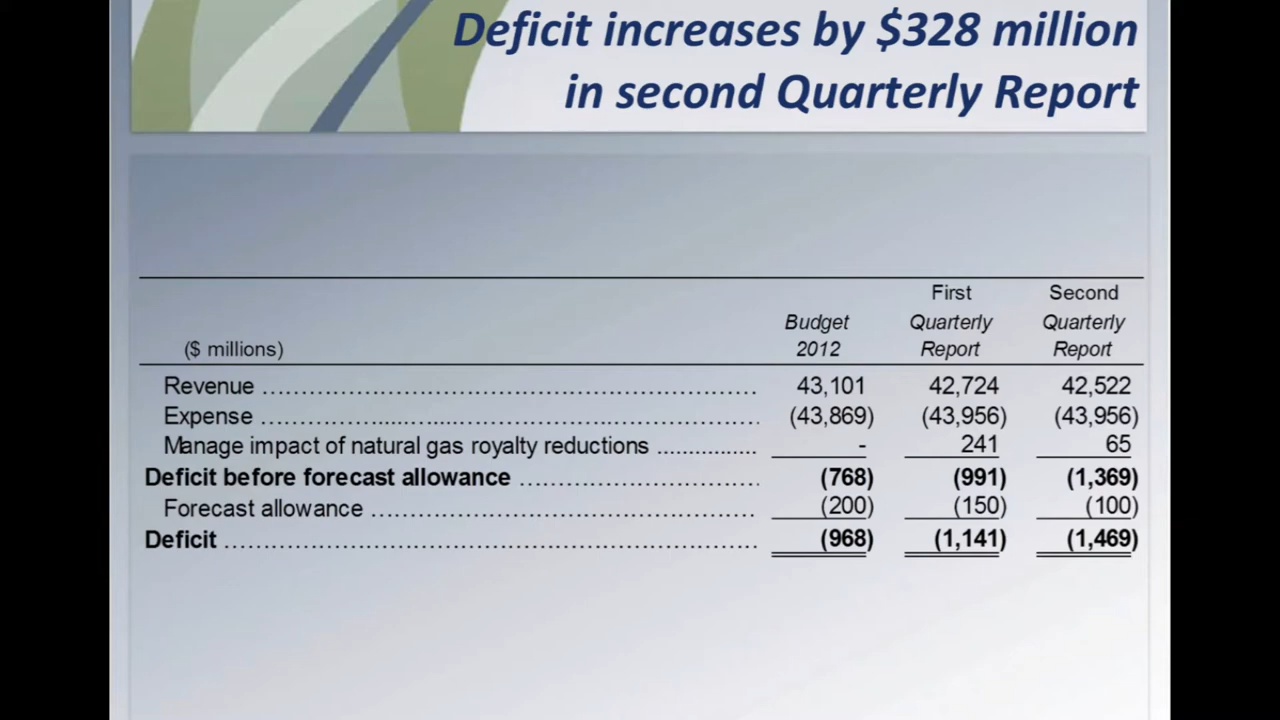 Deficit increases by $328 million
in second Quarterly Report
First Second
Budget Quarterly Quarterly
($ millions) 2012 Report Report
Revenue ........................................................ 43,101 42,724 42,522
Expense ........................................................ (43,869) (43,956) (43,956)
Manage impact of natural gas royalty reductions ................ - 241 65
Deficit before forecast allowance ................................ (768) (991) (1,369)
Forecast allowance ................................................ (200) (150) (100)
Deficit ............................................................ (968) (1,141) (1,469)